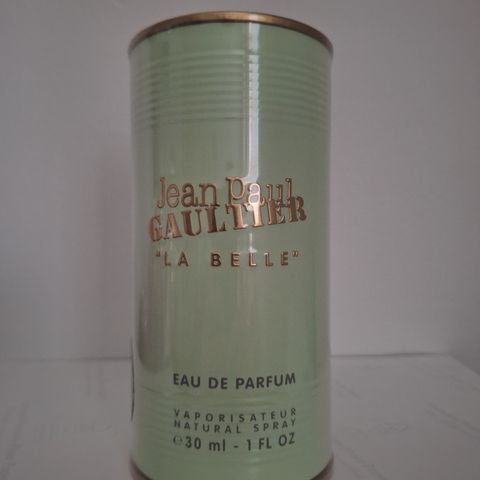 Jean Paul
GAULTIER
"LA BELLE"
EAU DE PARFUM
VAPORISATEUR
NATURAL SPRAY
℮30 ml - 1 FL OZ